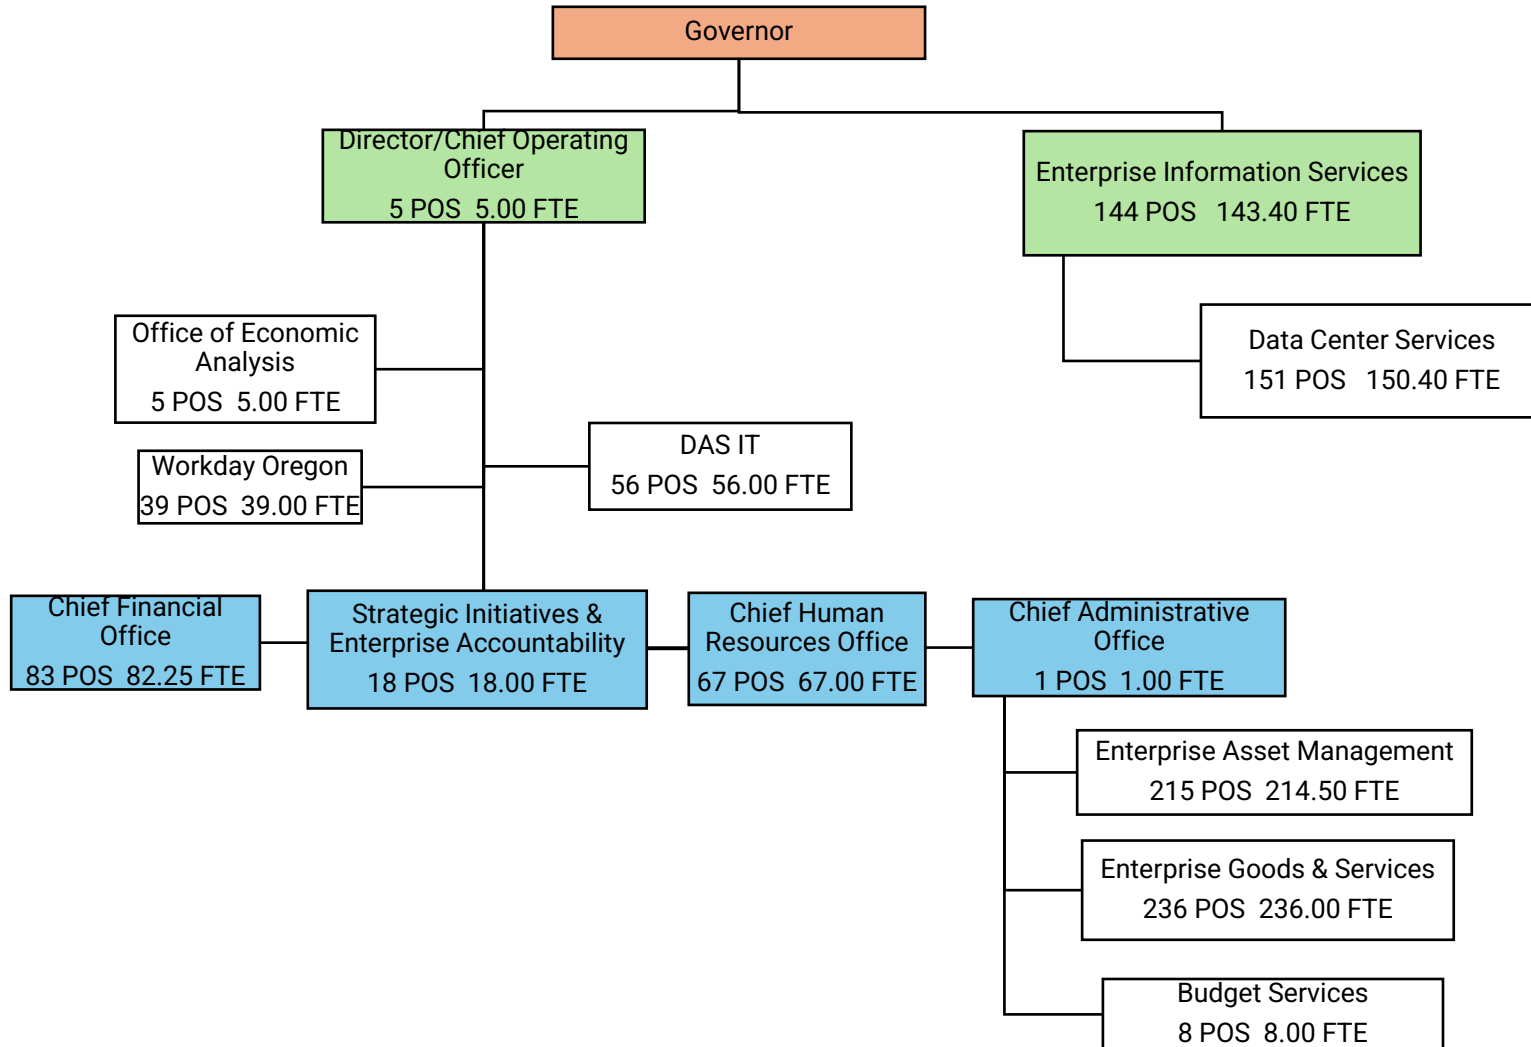 Governor
Director/Chief Operating
Officer
5 POS 5.00 FTE
Enterprise Information Services
144 POS 143.40 FTE
Office of Economic
Analysis
5 POS 5.00 FTE
Data Center Services
151 POS 150.40 FTE
Workday Oregon
39 POS 39.00 FTE
DAS IT
56 POS 56.00 FTE
Chief Financial
Office
83 POS 82.25 FTE
Strategic Initiatives &
Enterprise Accountability
18 POS 18.00 FTE
Chief Human
Resources Office
67 POS 67.00 FTE
Chief Administrative
Office
1 POS 1.00 FTE
Enterprise Asset Management
215 POS 214.50 FTE
Enterprise Goods & Services
236 POS 236.00 FTE
Budget Services
8 POS 8.00 FTE